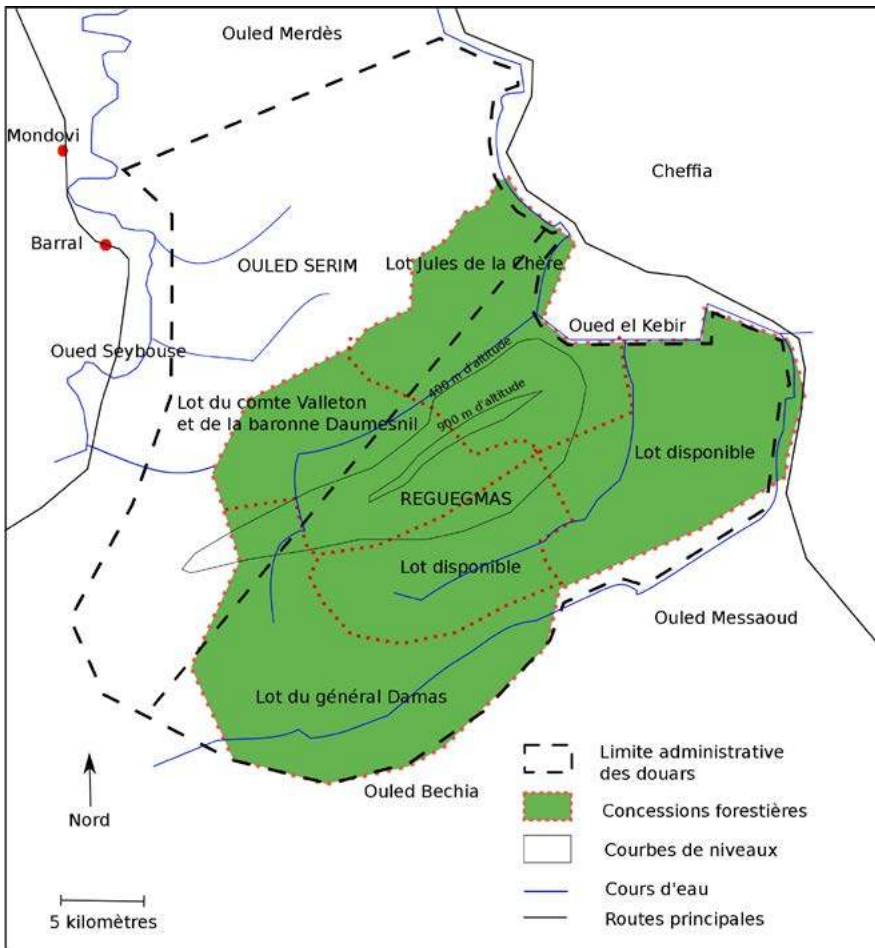 Ouled Merdès
Mondovi
Cheffia
Barral
OULED SERIM
Lot Jules de la Chère
Oued el Kebir
Oued Seybouse
400 m d'altitude
Lot du comte Valleton
et de la baronne Daumesnil
900 m d'altitude
Lot disponible
REGUEGMAS
Lot disponible
Ouled Messaoud
Lot du général Damas
Ouled Bechia
Nord
5 kilomètres
Limite administrative
des douars
Concessions forestières
Courbes de niveaux
Cours d'eau
Routes principales